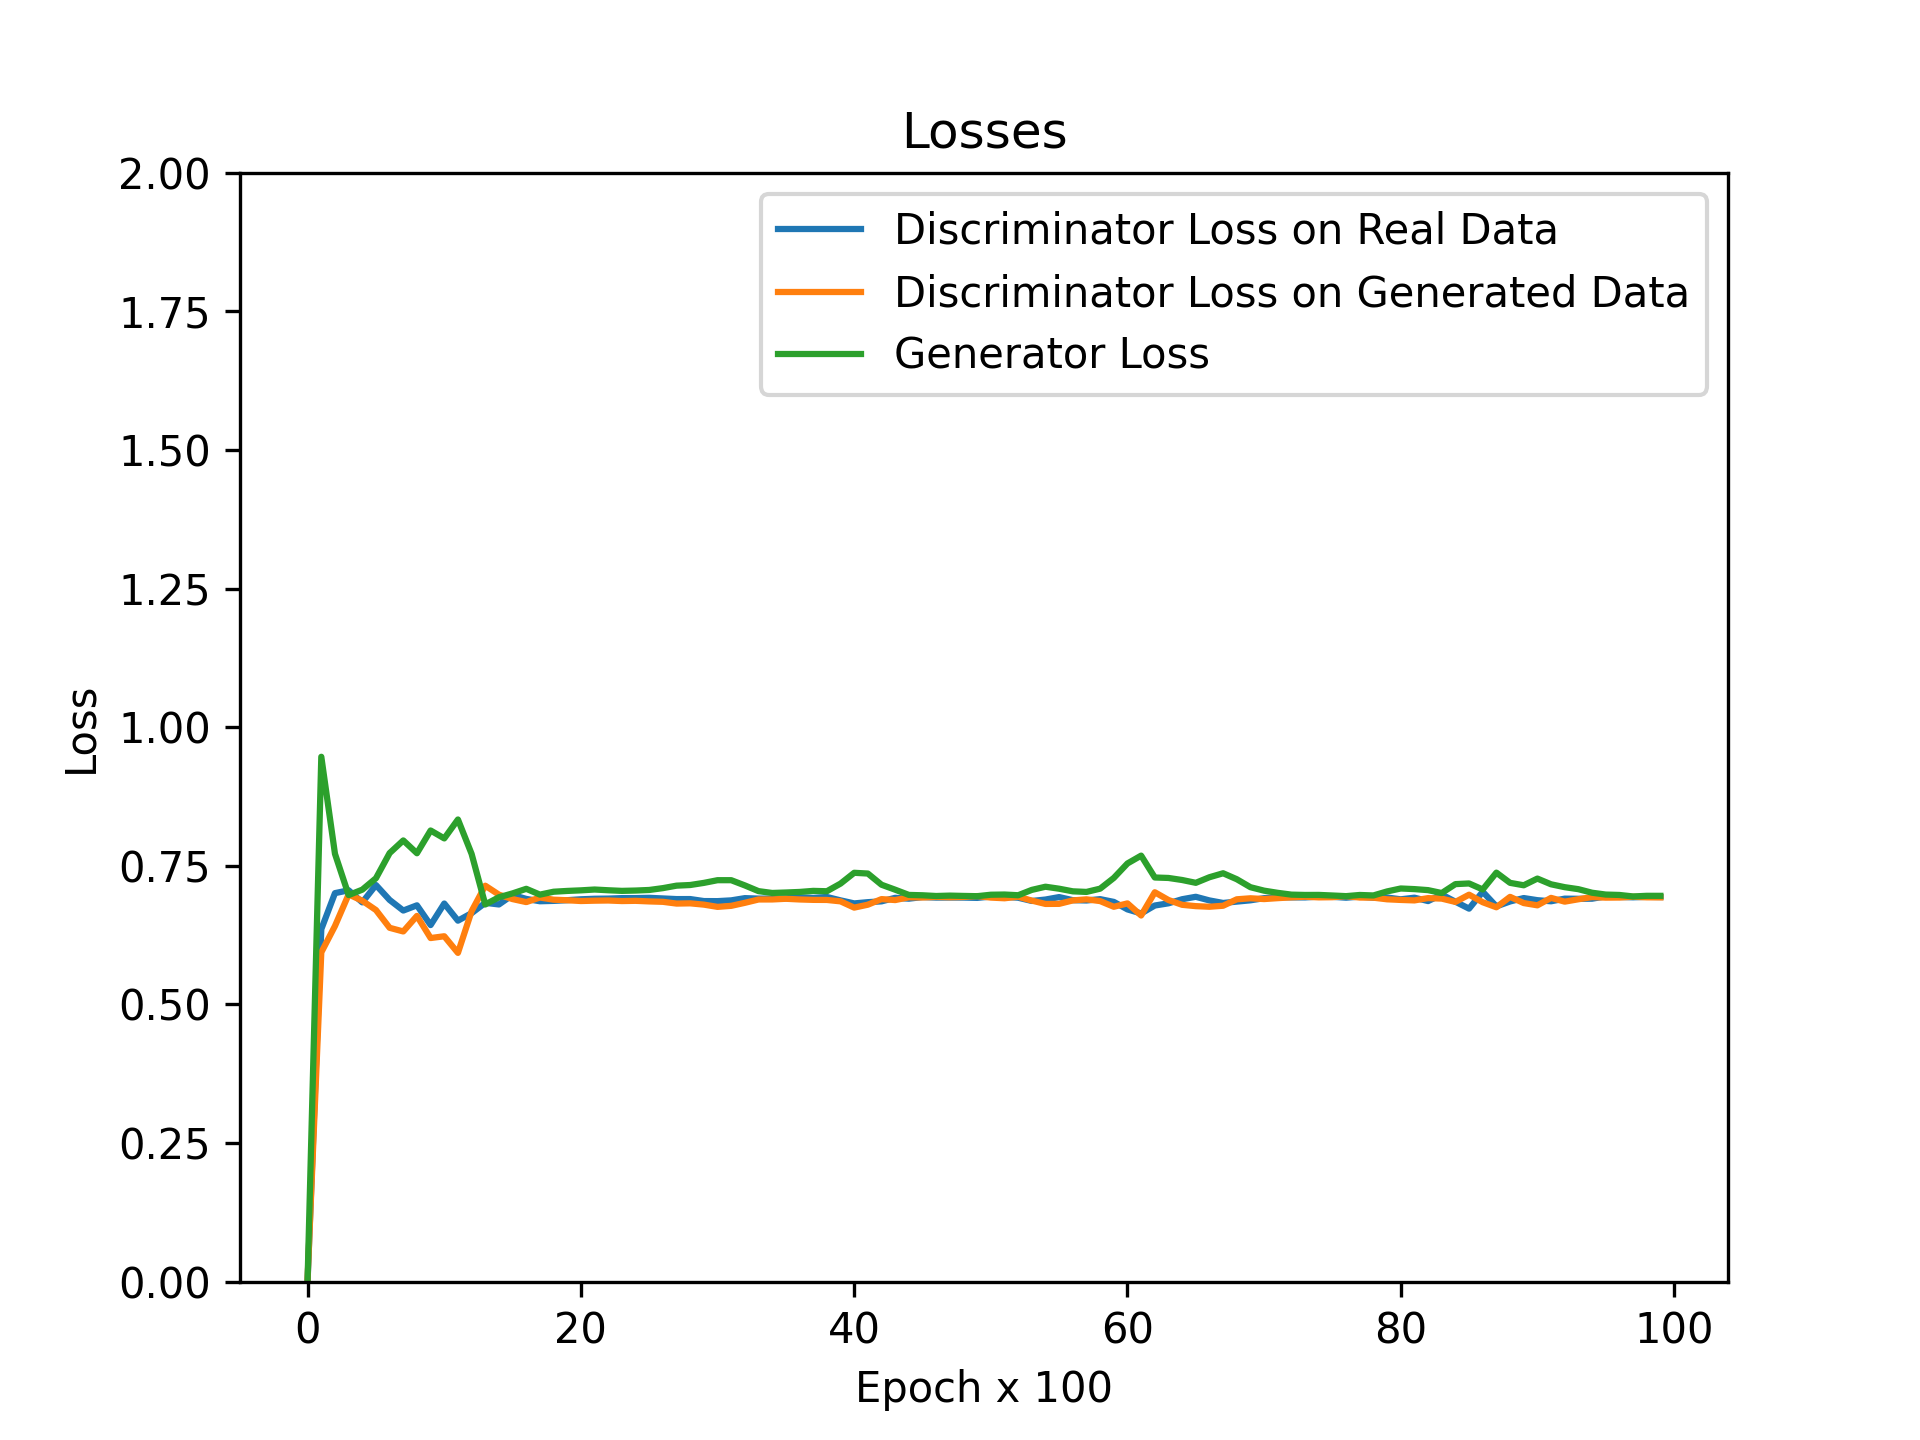 Losses
2.00
1.75
1.50
1.25
1.00
0.75
0.50
0.25
0.00
Loss
Discriminator Loss on Real Data
Discriminator Loss on Generated Data
Generator Loss
0 20 40 60 80 100
Epoch x 100